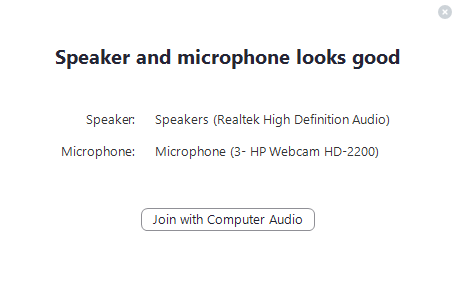 Speaker and microphone looks good
Speaker: Speakers (Realtek High Definition Audio)
Microphone: Microphone (3- HP Webcam HD-2200)
Join with Computer Audio